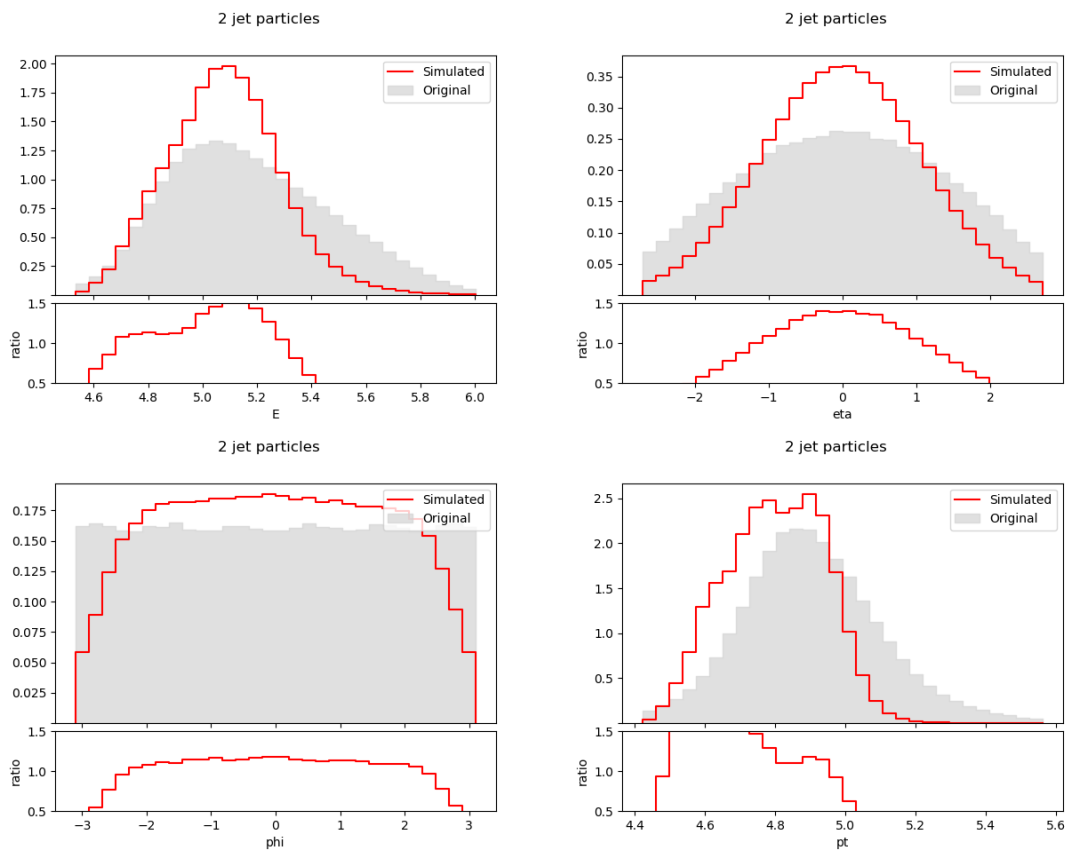 2 jet particles
2.00
1.75
1.50
1.25
1.00
0.75
0.50
0.25
Simulated
Original
1.5
1.0
0.5
ratio
4.6 4.8 5.0 5.2 5.4 5.6 5.8 6.0
E
2 jet particles
0.35
0.30
0.25
0.20
0.15
0.10
0.05
Simulated
Original
1.5
1.0
0.5
ratio
−2 −1 0 1 2
eta
2 jet particles
0.175
0.150
0.125
0.100
0.075
0.050
0.025
Simulated
Original
1.5
1.0
0.5
ratio
−3 −2 −1 0 1 2 3
phi
2 jet particles
2.5
2.0
1.5
1.0
0.5
Simulated
Original
1.5
1.0
0.5
ratio
4.4 4.6 4.8 5.0 5.2 5.4 5.6
pt